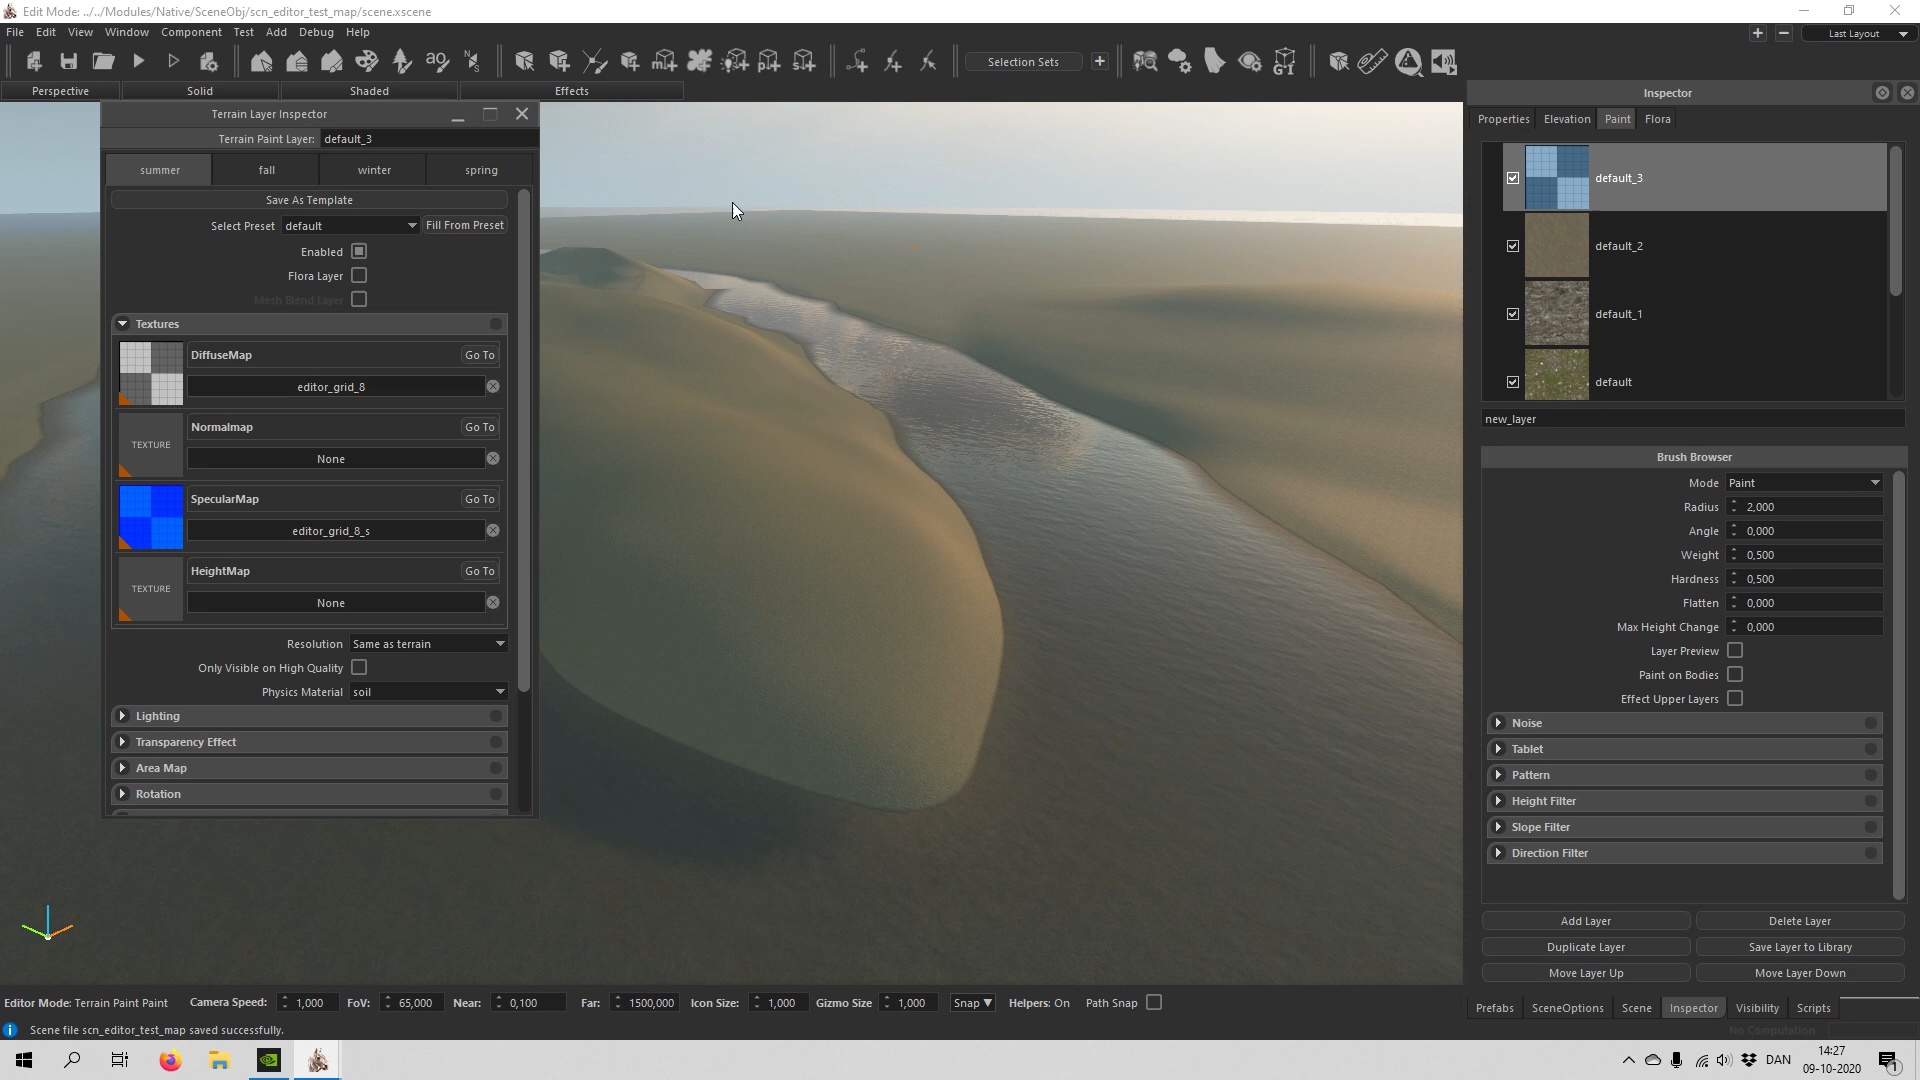 Edit Mode: ../../Modules/Native/SceneObj/scn_editor_test_map/scene.xscene
File Edit View Window Component Test Add Debug Help
Last Layout
Selection Sets
Perspective Solid Shaded Effects
Inspector
Properties Elevation Paint Flora
Terrain Layer Inspector
Terrain Paint Layer: default_3
summer fall winter spring
Save As Template
Select Preset default Fill From Preset
Enabled
Flora Layer
Mesh Blend Layer
Textures
DiffuseMap Go To
editor_grid_8
TEXTURE
Normalmap Go To
None
SpecularMap Go To
editor_grid_8_s
TEXTURE
HeightMap Go To
None
Resolution Same as terrain
Only Visible on High Quality
Physics Material soil
Lighting
Transparency Effect
Area Map
Rotation
default_3
default_2
default_1
default
new_layer
Brush Browser
Mode Paint
Radius 2,000
Angle 0,000
Weight 0,500
Hardness 0,500
Flatten 0,000
Max Height Change 0,000
Layer Preview
Paint on Bodies
Effect Upper Layers
Noise
Tablet
Pattern
Height Filter
Slope Filter
Direction Filter
Add Layer Delete Layer
Duplicate Layer Save Layer to Library
Move Layer Up Move Layer Down
Editor Mode: Terrain Paint Paint Camera Speed: 1,000 FoV: 65,000 Near: 0,100 Far: 1500,000 Icon Size: 1,000 Gizmo Size 1,000 Snap Helpers: On Path Snap
Prefabs SceneOptions Scene Inspector Visibility Scripts
Scene file scn_editor_test_map saved successfully.
No Computation
DAN
14:27
09-10-2020
1